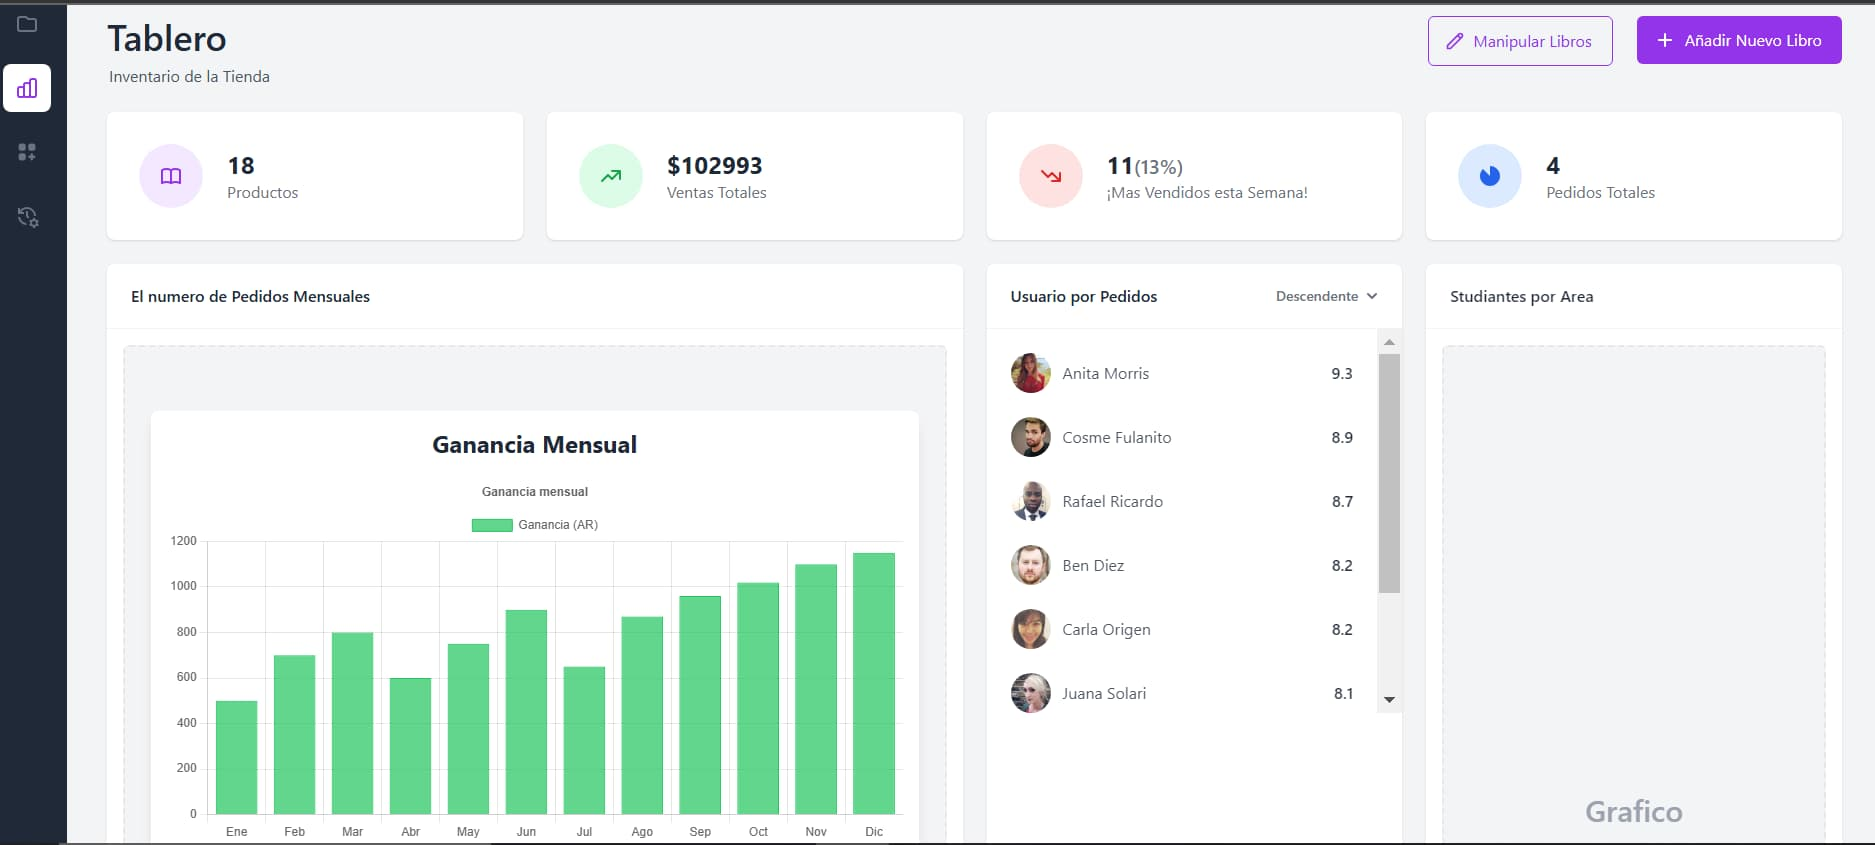 Tablero
Inventario de la Tienda
Manipular Libros
Añadir Nuevo Libro
18
Productos
$102993
Ventas Totales
11(13%)
¡Mas Vendidos esta Semana!
4
Pedidos Totales
El numero de Pedidos Mensuales
Ganancia Mensual
Ganancia mensual
Ganancia (AR)
1200
1000
800
600
400
200
0
Ene Feb Mar Abr May Jun Jul Ago Sep Oct Nov Dic
Usuario por Pedidos
Descendente
Anita Morris 9.3
Cosme Fulanito 8.9
Rafael Ricardo 8.7
Ben Diez 8.2
Carla Origen 8.2
Juana Solari 8.1
Studiantes por Area
Grafico